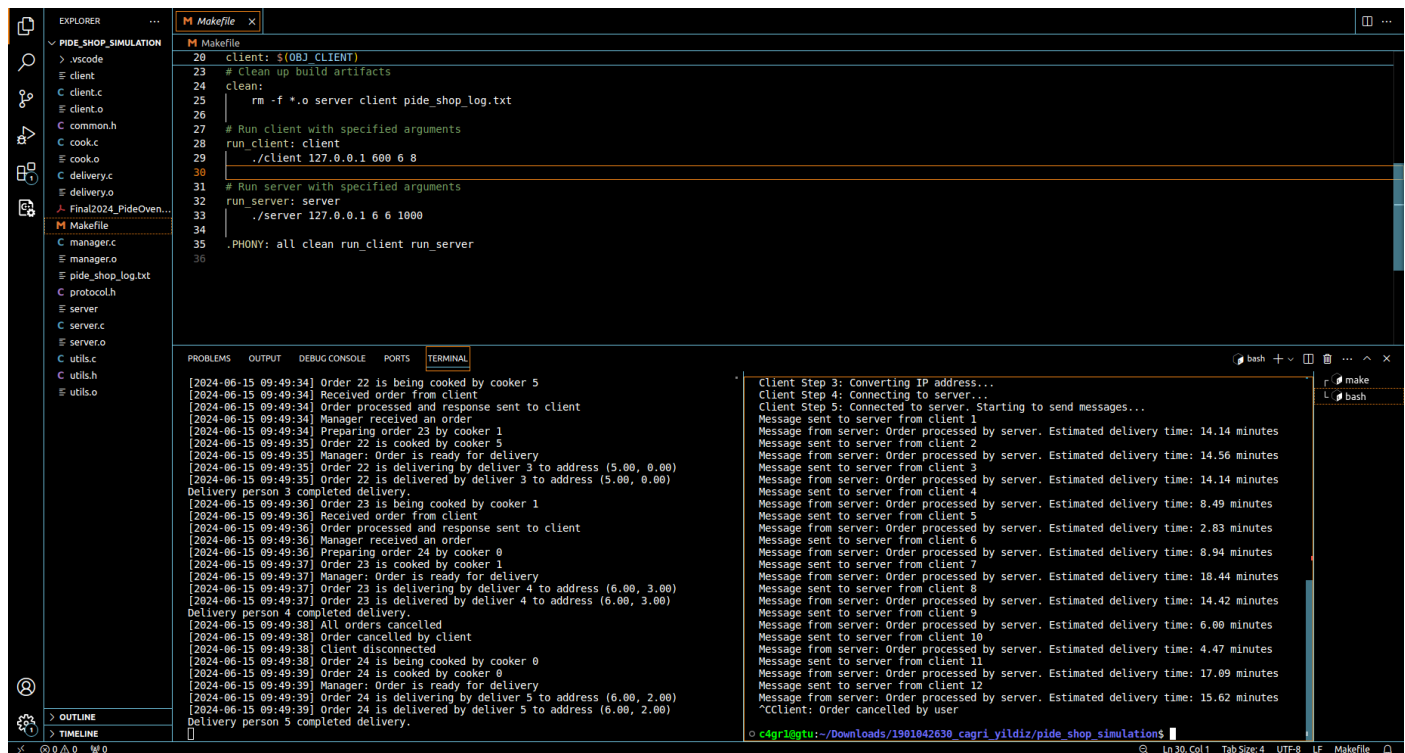 EXPLORER
PIDE_SHOP_SIMULATION
.vscode
client
client.c
client.o
common.h
cook.c
cook.o
delivery.c
delivery.o
Final2024_PideOven...
Makefile
manager.c
manager.o
pide_shop_log.txt
protocol.h
server
server.c
server.o
utils.c
utils.h
utils.o
OUTLINE
TIMELINE
Makefile
Makefile
20 client: $(OBJ_CLIENT)
23 # Clean up build artifacts
24 clean:
25 rm -f *.o server client pide_shop_log.txt
26
27 # Run client with specified arguments
28 run_client: client
29 ./client 127.0.0.1 600 6 8
30
31 # Run server with specified arguments
32 run_server: server
33 ./server 127.0.0.1 6 6 1000
34
35 .PHONY: all clean run_client run_server
36
PROBLEMS OUTPUT DEBUG CONSOLE PORTS TERMINAL
bash
[2024-06-15 09:49:34] Order 22 is being cooked by cooker 5
[2024-06-15 09:49:34] Received order from client
[2024-06-15 09:49:34] Order processed and response sent to client
[2024-06-15 09:49:34] Manager received an order
[2024-06-15 09:49:34] Preparing order 23 by cooker 1
[2024-06-15 09:49:35] Order 22 is cooked by cooker 5
[2024-06-15 09:49:35] Manager: Order is ready for delivery
[2024-06-15 09:49:35] Order 22 is delivering by deliver 3 to address (5.00, 0.00)
[2024-06-15 09:49:35] Order 22 is delivered by deliver 3 to address (5.00, 0.00)
Delivery person 3 completed delivery.
[2024-06-15 09:49:36] Order 23 is being cooked by cooker 1
[2024-06-15 09:49:36] Received order from client
[2024-06-15 09:49:36] Order processed and response sent to client
[2024-06-15 09:49:36] Manager received an order
[2024-06-15 09:49:36] Preparing order 24 by cooker 0
[2024-06-15 09:49:37] Order 23 is cooked by cooker 1
[2024-06-15 09:49:37] Manager: Order is ready for delivery
[2024-06-15 09:49:37] Order 23 is delivering by deliver 4 to address (6.00, 3.00)
[2024-06-15 09:49:37] Order 23 is delivered by deliver 4 to address (6.00, 3.00)
Delivery person 4 completed delivery.
[2024-06-15 09:49:38] All orders cancelled
[2024-06-15 09:49:38] Order cancelled by client
[2024-06-15 09:49:38] Client disconnected
[2024-06-15 09:49:38] Order 24 is being cooked by cooker 0
[2024-06-15 09:49:39] Order 24 is cooked by cooker 0
[2024-06-15 09:49:39] Manager: Order is ready for delivery
[2024-06-15 09:49:39] Order 24 is delivering by deliver 5 to address (6.00, 2.00)
[2024-06-15 09:49:39] Order 24 is delivered by deliver 5 to address (6.00, 2.00)
Delivery person 5 completed delivery.
Client Step 3: Converting IP address...
Client Step 4: Connecting to server...
Client Step 5: Connected to server. Starting to send messages...
Message sent to server from client 1
Message from server: Order processed by server. Estimated delivery time: 14.14 minutes
Message sent to server from client 2
Message from server: Order processed by server. Estimated delivery time: 14.56 minutes
Message sent to server from client 3
Message from server: Order processed by server. Estimated delivery time: 14.14 minutes
Message sent to server from client 4
Message from server: Order processed by server. Estimated delivery time: 8.49 minutes
Message sent to server from client 5
Message from server: Order processed by server. Estimated delivery time: 2.83 minutes
Message sent to server from client 6
Message from server: Order processed by server. Estimated delivery time: 8.94 minutes
Message sent to server from client 7
Message from server: Order processed by server. Estimated delivery time: 18.44 minutes
Message sent to server from client 8
Message from server: Order processed by server. Estimated delivery time: 14.42 minutes
Message sent to server from client 9
Message from server: Order processed by server. Estimated delivery time: 6.00 minutes
Message sent to server from client 10
Message from server: Order processed by server. Estimated delivery time: 4.47 minutes
Message sent to server from client 11
Message from server: Order processed by server. Estimated delivery time: 17.09 minutes
Message sent to server from client 12
Message from server: Order processed by server. Estimated delivery time: 15.62 minutes
^CClient: Order cancelled by user
c4gr1@gtu:~/Downloads/1901042630_cagri_yildiz/pide_shop_simulation$
make
bash
0 0 0 Ln 30, Col 1 Tab Size: 4 UTF-8 LF Makefile